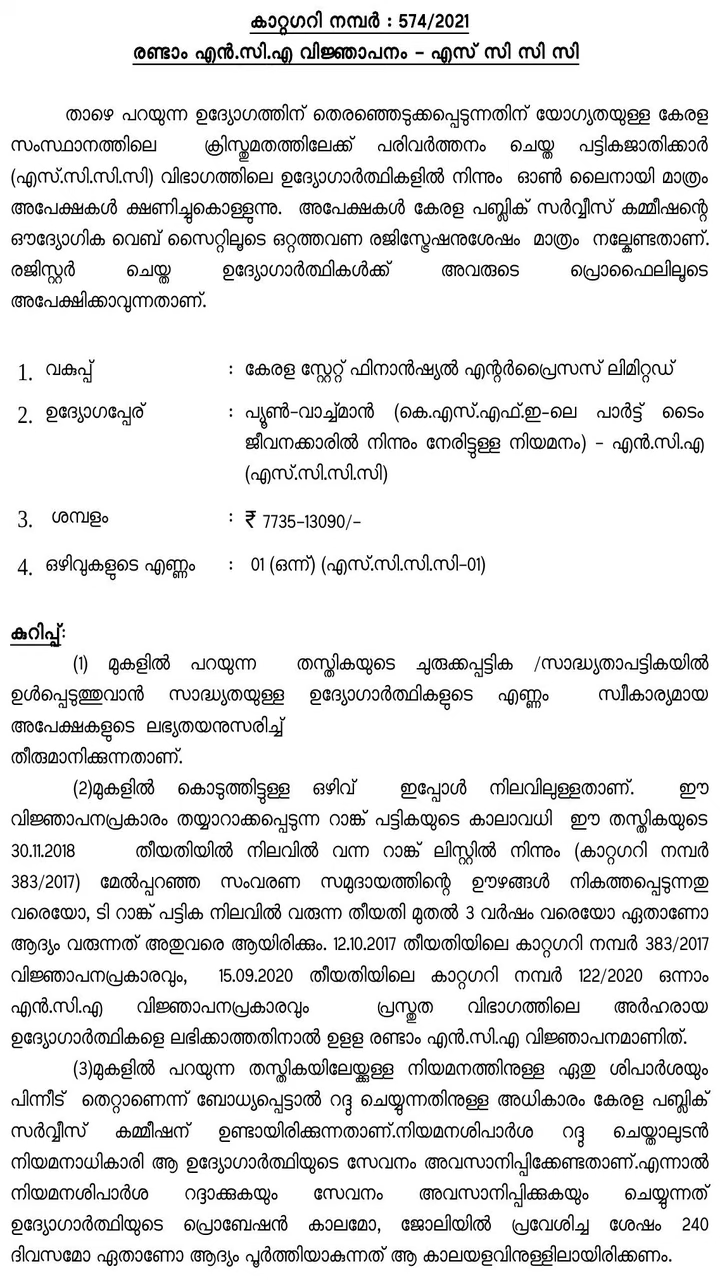 കാറ്റഗറി നമ്പർ : 574/2021
രണ്ടാം എൻ.സി.എ വിജ്ഞാപനം – എസ് സി സി സി
താഴെ പറയുന്ന ഉദ്യോഗത്തിന് തെരഞ്ഞെടുക്കപ്പെടുന്നതിന് യോഗ്യതയുള്ള കേരള
സംസ്ഥാനത്തിലെ ക്രിസ്തുമതത്തിലേക്ക് പരിവർത്തനം ചെയ്ത പട്ടികജാതിക്കാർ
(എസ്.സി.സി.സി) വിഭാഗത്തിലെ ഉദ്യോഗാർത്ഥികളിൽ നിന്നും ഓൺ ലൈനായി മാത്രം
അപേക്ഷകൾ ക്ഷണിച്ചുകൊള്ളുന്നു. അപേക്ഷകൾ കേരള പബ്ലിക് സർവ്വീസ് കമ്മീഷന്റെ
ഔദ്യോഗിക വെബ് സൈറ്റിലൂടെ ഒറ്റത്തവണ രജിസ്ട്രേഷനുശേഷം മാത്രം നല്കേണ്ടതാണ്.
രജിസ്റ്റർ ചെയ്ത ഉദ്യോഗാർത്ഥികൾക്ക് അവരുടെ പ്രൊഫൈലിലൂടെ
അപേക്ഷിക്കാവുന്നതാണ്.
1. വകുപ്പ് : കേരള സ്റ്റേറ്റ് ഫിനാൻഷ്യൽ എന്റർപ്രൈസസ് ലിമിറ്റഡ്
2. ഉദ്യോഗപ്പേര് : പ്യൂൺ-വാച്ച്മാൻ (കെ.എസ്.എഫ്.ഇ-ലെ പാർട്ട് ടൈം
ജീവനക്കാരിൽ നിന്നും നേരിട്ടുള്ള നിയമനം) – എൻ.സി.എ
(എസ്.സി.സി.സി)
3. ശമ്പളം : ₹ 7735-13090/-
4. ഒഴിവുകളുടെ എണ്ണം : 01 (ഒന്ന്) (എസ്.സി.സി.സി-01)
കുറിപ്പ്:
(1) മുകളിൽ പറയുന്ന തസ്തികയുടെ ചുരുക്കപ്പട്ടിക /സാദ്ധ്യതാപട്ടികയിൽ
ഉൾപ്പെടുത്തുവാൻ സാദ്ധ്യതയുള്ള ഉദ്യോഗാർത്ഥികളുടെ എണ്ണം സ്വീകാര്യമായ
അപേക്ഷകളുടെ ലഭ്യതയനുസരിച്ച്
തീരുമാനിക്കുന്നതാണ്.
(2)മുകളിൽ കൊടുത്തിട്ടുള്ള ഒഴിവ് ഇപ്പോൾ നിലവിലുള്ളതാണ്. ഈ
വിജ്ഞാപനപ്രകാരം തയ്യാറാക്കപ്പെടുന്ന റാങ്ക് പട്ടികയുടെ കാലാവധി ഈ തസ്തികയുടെ
30.11.2018 തീയതിയിൽ നിലവിൽ വന്ന റാങ്ക് ലിസ്റ്റിൽ നിന്നും (കാറ്റഗറി നമ്പർ
383/2017) മേൽപ്പറഞ്ഞ സംവരണ സമുദായത്തിന്റെ ഊഴങ്ങൾ നികത്തപ്പെടുന്നതു
വരെയോ, ടി റാങ്ക് പട്ടിക നിലവിൽ വരുന്ന തീയതി മുതൽ 3 വർഷം വരെയോ ഏതാണോ
ആദ്യം വരുന്നത് അതുവരെ ആയിരിക്കും. 12.10.2017 തീയതിയിലെ കാറ്റഗറി നമ്പർ 383/2017
വിജ്ഞാപനപ്രകാരവും, 15.09.2020 തീയതിയിലെ കാറ്റഗറി നമ്പർ 122/2020 ഒന്നാം
എൻ.സി.എ വിജ്ഞാപനപ്രകാരവും പ്രസ്തുത വിഭാഗത്തിലെ അർഹരായ
ഉദ്യോഗാർത്ഥികളെ ലഭിക്കാത്തതിനാൽ ഉളള രണ്ടാം എൻ.സി.എ വിജ്ഞാപനമാണിത്.
(3)മുകളിൽ പറയുന്ന തസ്തികയിലേയ്ക്കുള്ള നിയമനത്തിനുള്ള ഏതു ശിപാർശയും
പിന്നീട് തെറ്റാണെന്ന് ബോധ്യപ്പെട്ടാൽ റദ്ദു ചെയ്യുന്നതിനുള്ള അധികാരം കേരള പബ്ലിക്
സർവ്വീസ് കമ്മീഷന് ഉണ്ടായിരിക്കുന്നതാണ്.നിയമനശിപാർശ റദ്ദു ചെയ്താലുടൻ
നിയമനാധികാരി ആ ഉദ്യോഗാർത്ഥിയുടെ സേവനം അവസാനിപ്പിക്കേണ്ടതാണ്.എന്നാൽ
നിയമനശിപാർശ റദ്ദാക്കുകയും സേവനം അവസാനിപ്പിക്കുകയും ചെയ്യുന്നത്
ഉദ്യോഗാർത്ഥിയുടെ പ്രൊബേഷൻ കാലമോ, ജോലിയിൽ പ്രവേശിച്ച ശേഷം 240
ദിവസമോ ഏതാണോ ആദ്യം പൂർത്തിയാകുന്നത് ആ കാലയളവിനുള്ളിലായിരിക്കണം.